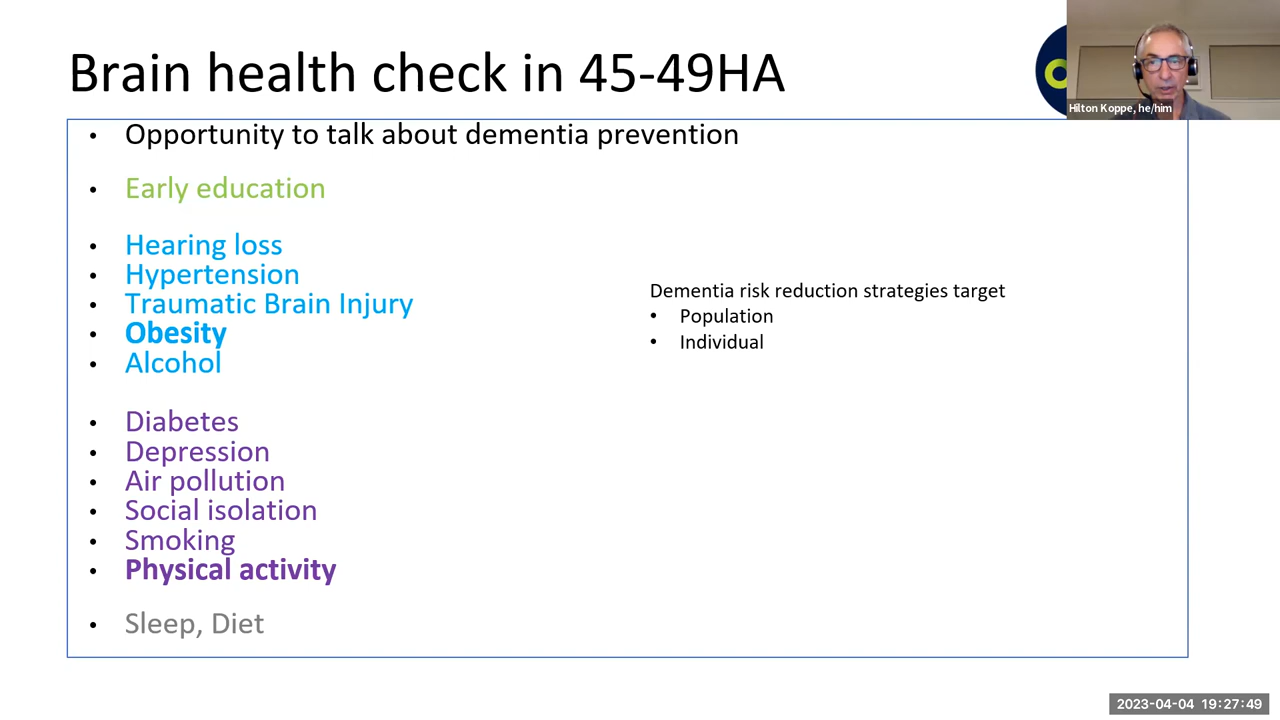 Brain health check in 45-49HA
Hilton Koppe, he/him
• Opportunity to talk about dementia prevention
• Early education
• Hearing loss
• Hypertension
• Traumatic Brain Injury
• Obesity
• Alcohol
• Diabetes
• Depression
• Air pollution
• Social isolation
• Smoking
• Physical activity
• Sleep, Diet
Dementia risk reduction strategies target
• Population
• Individual
2023-04-04 19:27:49